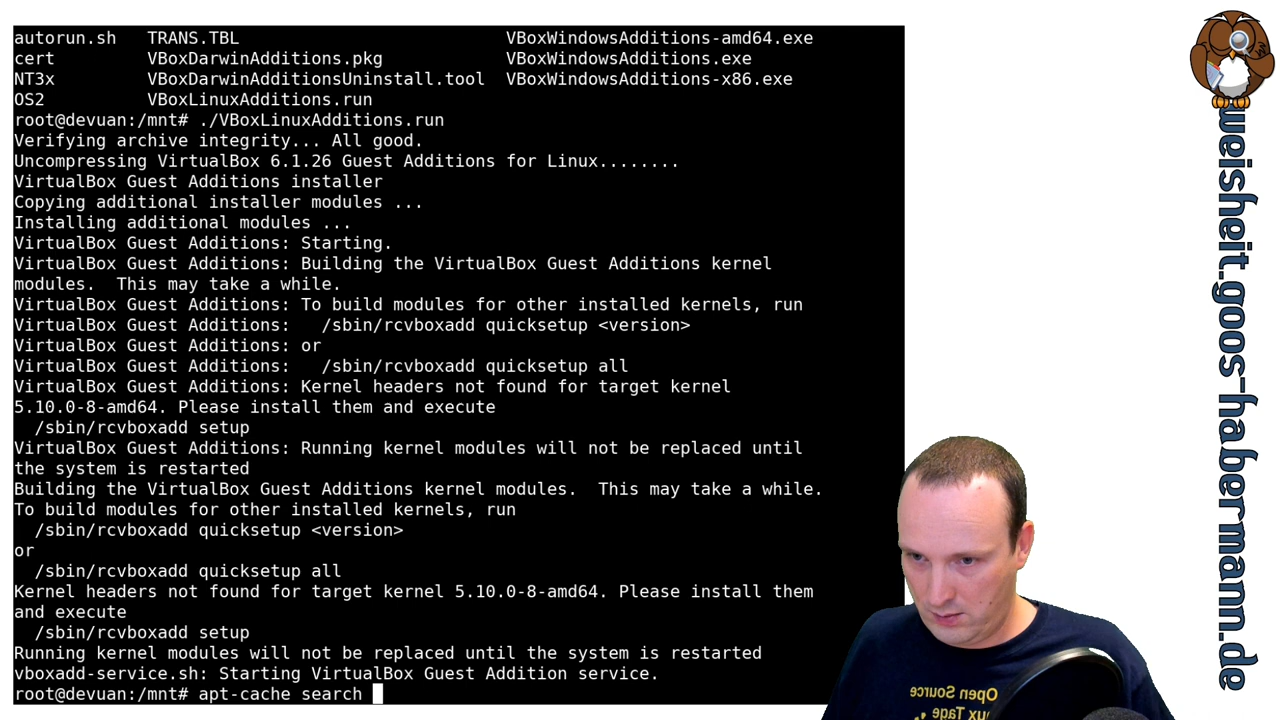 autorun.sh   TRANS.TBL                          VBoxWindowsAdditions-amd64.exe
cert         VBoxDarwinAdditions.pkg            VBoxWindowsAdditions.exe
NT3x         VBoxDarwinAdditionsUninstall.tool  VBoxWindowsAdditions-x86.exe
OS2          VBoxLinuxAdditions.run
root@devuan:/mnt# ./VBoxLinuxAdditions.run
Verifying archive integrity... All good.
Uncompressing VirtualBox 6.1.26 Guest Additions for Linux........
VirtualBox Guest Additions installer
Copying additional installer modules ...
Installing additional modules ...
VirtualBox Guest Additions: Starting.
VirtualBox Guest Additions: Building the VirtualBox Guest Additions kernel
modules.  This may take a while.
VirtualBox Guest Additions: To build modules for other installed kernels, run
VirtualBox Guest Additions:   /sbin/rcvboxadd quicksetup <version>
VirtualBox Guest Additions: or
VirtualBox Guest Additions:   /sbin/rcvboxadd quicksetup all
VirtualBox Guest Additions: Kernel headers not found for target kernel
5.10.0-8-amd64. Please install them and execute
  /sbin/rcvboxadd setup
VirtualBox Guest Additions: Running kernel modules will not be replaced until
the system is restarted
Building the VirtualBox Guest Additions kernel modules.  This may take a while.
To build modules for other installed kernels, run
  /sbin/rcvboxadd quicksetup <version>
or
  /sbin/rcvboxadd quicksetup all
Kernel headers not found for target kernel 5.10.0-8-amd64. Please install them
and execute
  /sbin/rcvboxadd setup
Running kernel modules will not be replaced until the system is restarted
vboxadd-service.sh: Starting VirtualBox Guest Addition service.
root@devuan:/mnt# apt-cache search
weisheit.goos-habermann.de
Open Source
Linux Tage